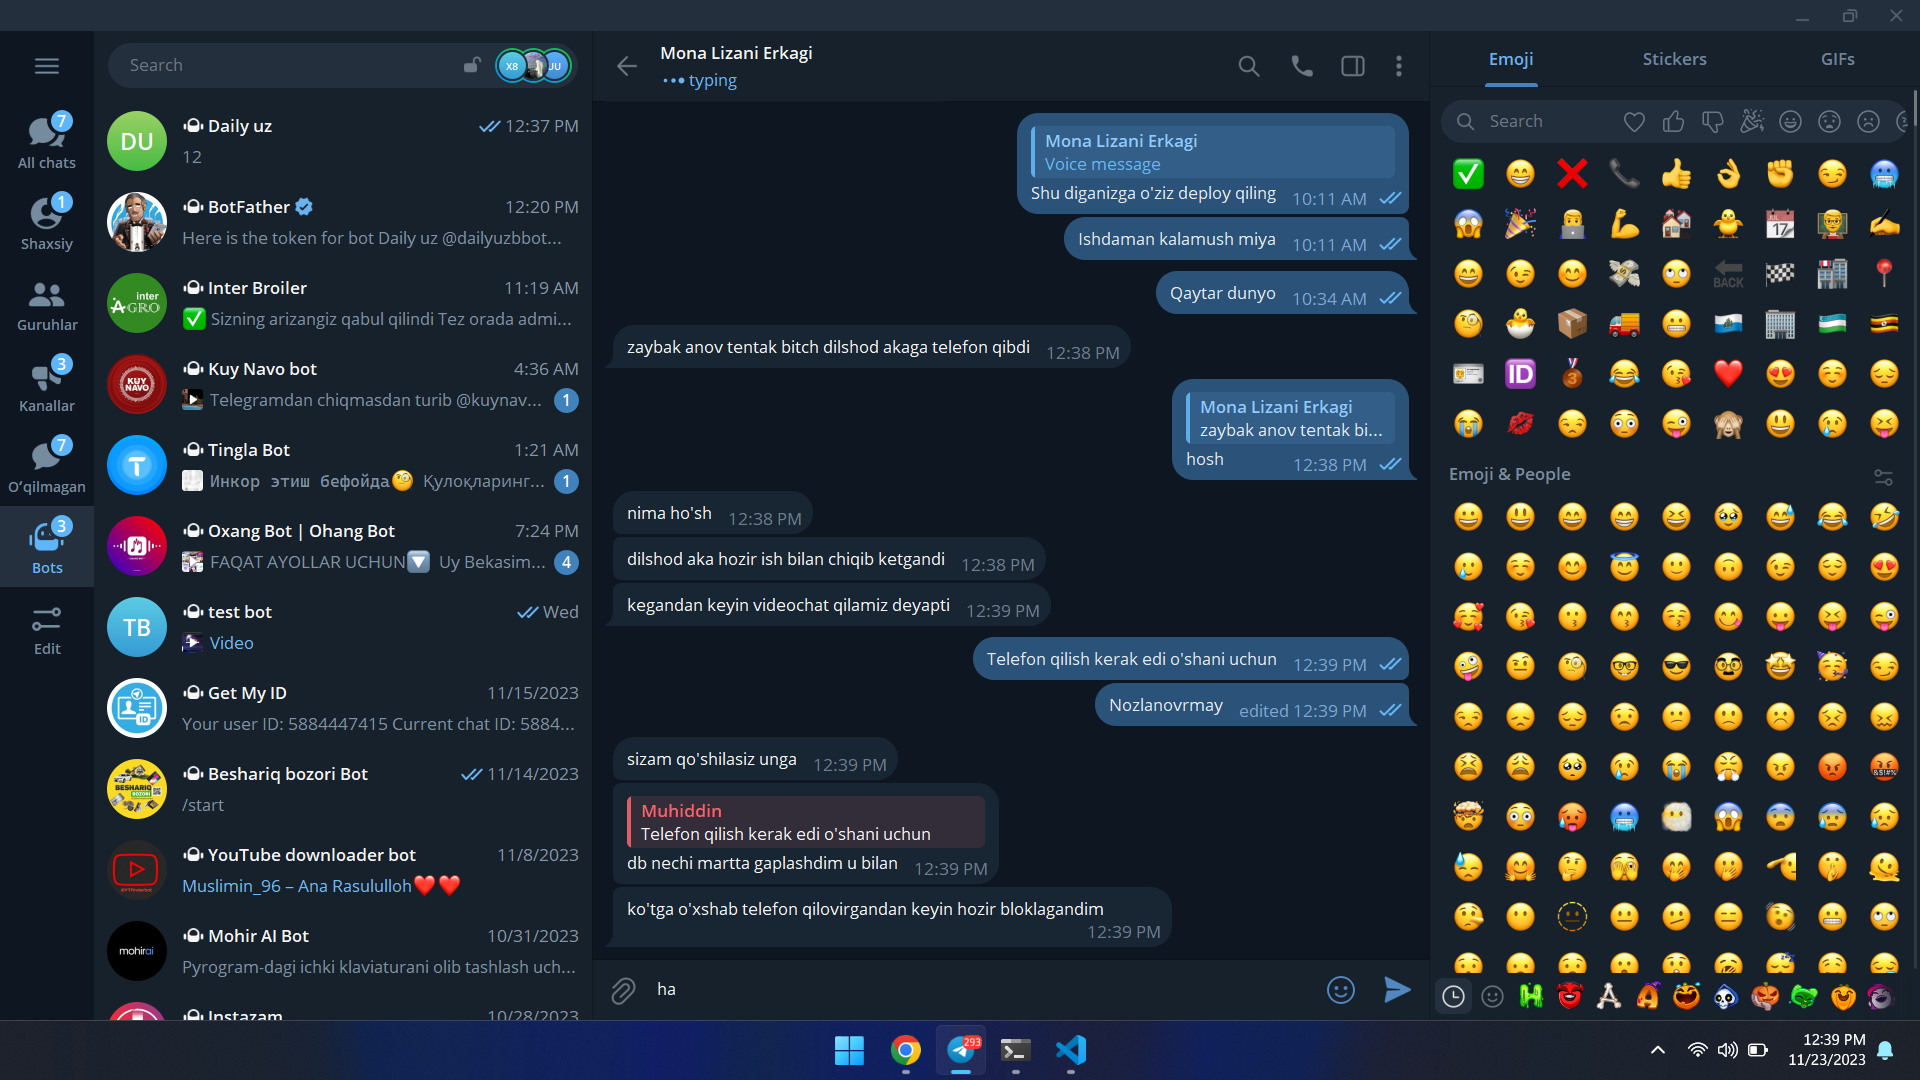 Search
XB
JU
7
All chats
1
Shaxsiy
Guruhlar
3
Kanallar
7
Oʻqilmagan
3
Bots
Edit
DU
Daily uz
12:37 PM
12
BotFather
12:20 PM
Here is the token for bot Daily uz @dailyuzbbot...
inter
AGRO
Inter Broiler
11:19 AM
✅ Sizning arizangiz qabul qilindi Tez orada admi...
KUY
NAVO
Kuy Navo bot
4:36 AM
Telegramdan chiqmasdan turib @kuynav...
1
T
Tingla Bot
1:21 AM
Инкор этиш бефойда🧐 Қулоқларинг...
1
Oxang Bot | Ohang Bot
7:24 PM
FAQAT AYOLLAR UCHUN🔽 Uy Bekasim...
4
TB
test bot
Wed
Video
ID
Get My ID
11/15/2023
Your user ID: 5884447415 Current chat ID: 5884...
BESHARIQ
BOZORI
Beshariq bozori Bot
11/14/2023
/start
YouTube downloader bot
11/8/2023
Muslimin_96 – Ana Rasululloh❤️❤️
mohirai
Mohir AI Bot
10/31/2023
Pyrogram-dagi ichki klaviaturani olib tashlash uch...
Instazam
10/28/2023
Mona Lizani Erkagi
typing
Mona Lizani Erkagi
Voice message
Shu diganizga o'ziz deploy qiling 10:11 AM
Ishdaman kalamush miya 10:11 AM
Qaytar dunyo 10:34 AM
zaybak anov tentak bitch dilshod akaga telefon qibdi 12:38 PM
Mona Lizani Erkagi
zaybak anov tentak bi...
hosh 12:38 PM
nima ho'sh 12:38 PM
dilshod aka hozir ish bilan chiqib ketgandi 12:38 PM
kegandan keyin videochat qilamiz deyapti 12:39 PM
Telefon qilish kerak edi o'shani uchun 12:39 PM
Nozlanovrmay edited 12:39 PM
sizam qo'shilasiz unga 12:39 PM
Muhiddin
Telefon qilish kerak edi o'shani uchun
db nechi martta gaplashdim u bilan 12:39 PM
ko'tga o'xshab telefon qilovirgandan keyin hozir bloklagandim
12:39 PM
ha
Emoji
Stickers
GIFs
Search
17
BACK
ID
3
Emoji & People
293
12:39 PM
11/23/2023